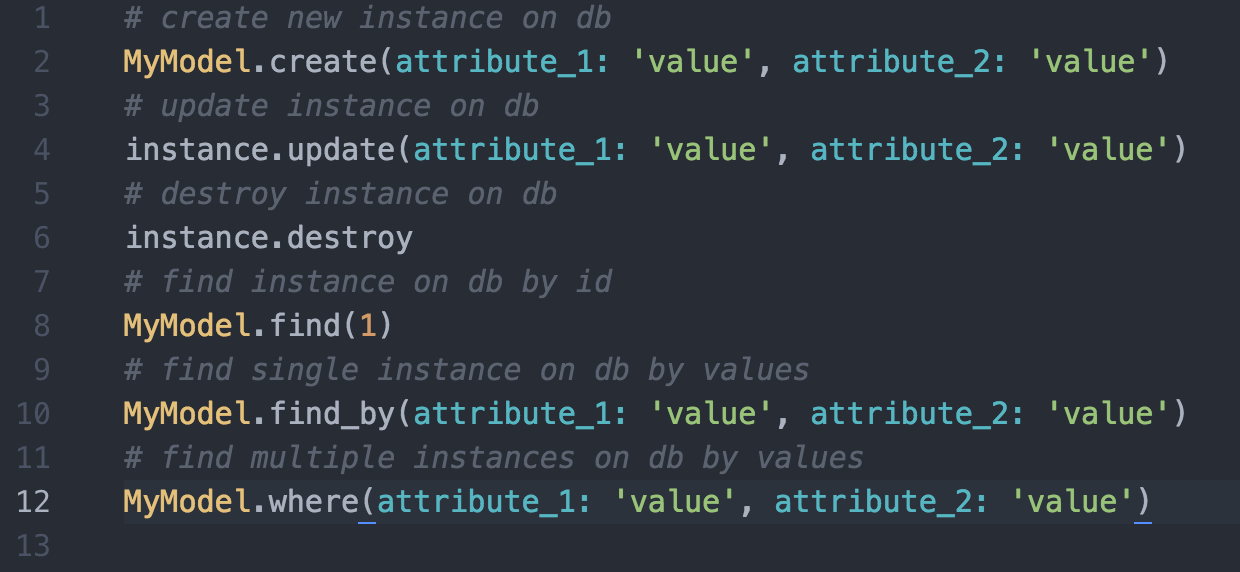 1 # create new instance on db
2 MyModel.create(attribute_1: 'value', attribute_2: 'value')
3 # update instance on db
4 instance.update(attribute_1: 'value', attribute_2: 'value')
5 # destroy instance on db
6 instance.destroy
7 # find instance on db by id
8 MyModel.find(1)
9 # find single instance on db by values
10 MyModel.find_by(attribute_1: 'value', attribute_2: 'value')
11 # find multiple instances on db by values
12 MyModel.where(attribute_1: 'value', attribute_2: 'value')
13